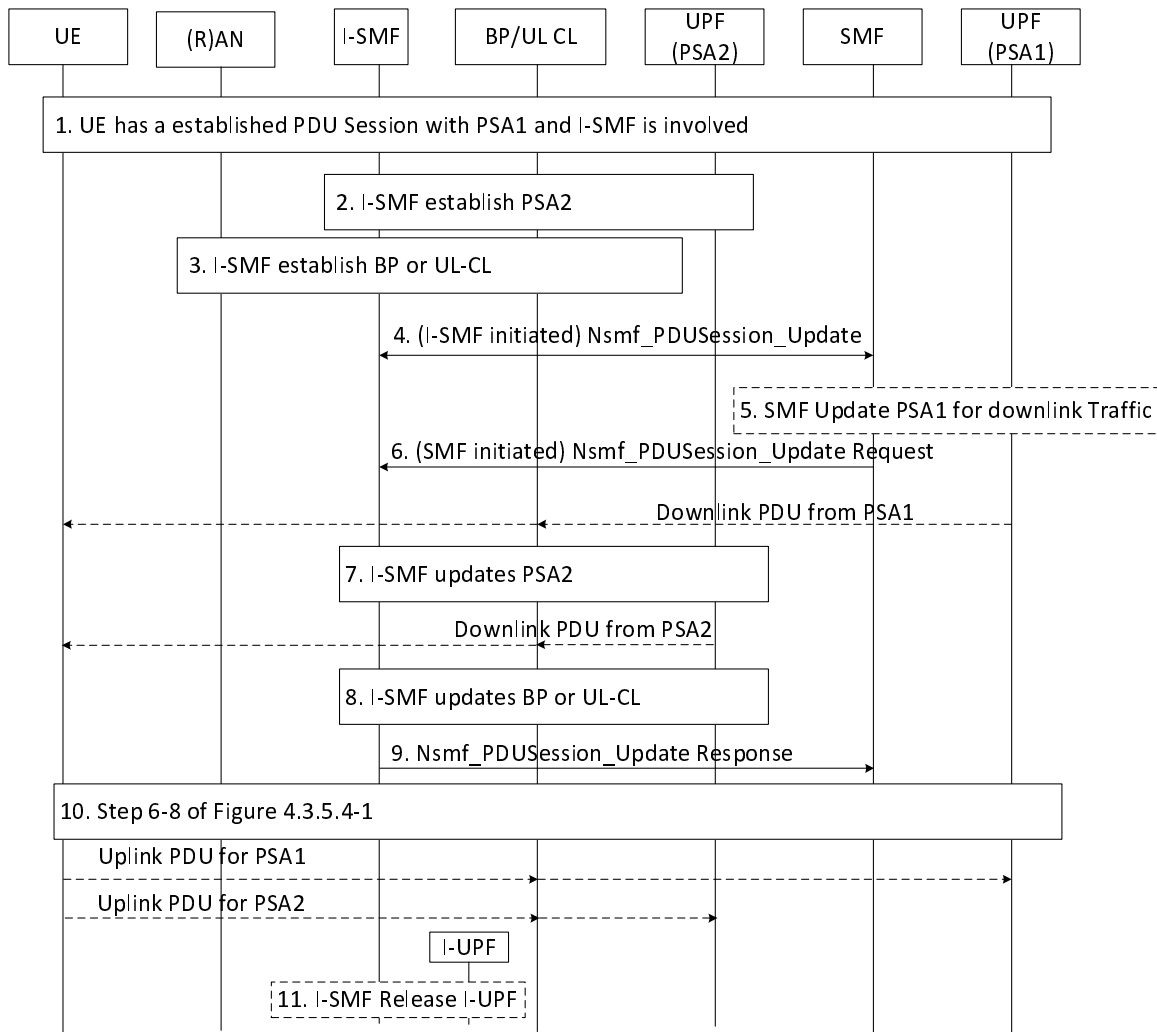 UE
(R)AN
I-SMF
BP/UL CL
UPF
(PSA2)
SMF
UPF
(PSA1)
1. UE has a established PDU Session with PSA1 and I-SMF is involved
2. I-SMF establish PSA2
3. I-SMF establish BP or UL-CL
4. (I-SMF initiated) Nsmf_PDUSession_Update
5. SMF Update PSA1 for downlink Traffic
6. (SMF initiated) Nsmf_PDUSession_Update Request
Downlink PDU from PSA1
7. I-SMF updates PSA2
Downlink PDU from PSA2
8. I-SMF updates BP or UL-CL
9. Nsmf_PDUSession_Update Response
10. Step 6-8 of Figure 4.3.5.4-1
Uplink PDU for PSA1
Uplink PDU for PSA2
I-UPF
11. I-SMF Release I-UPF